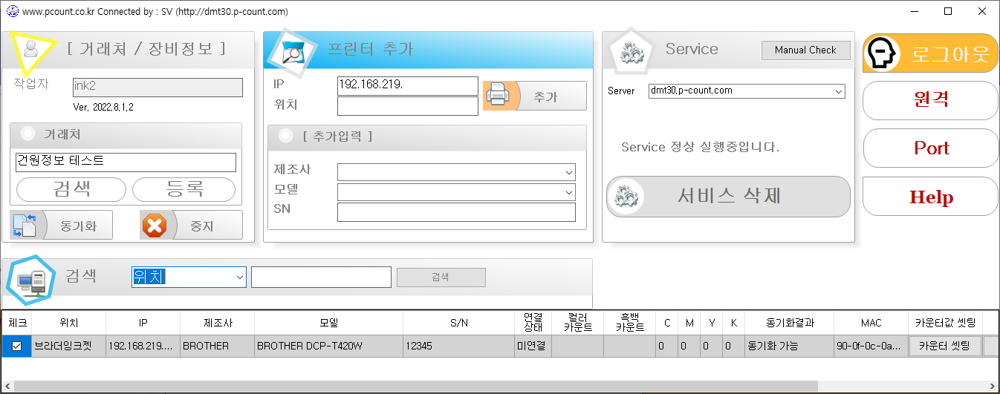 www.pcount.co.kr Connected by : SV (http://dmt30.p-count.com)
[ 거래처 / 장비정보 ]
작업자
ink2
Ver. 2022.8.1.2
거래처
건원정보 테스트
검색
등록
동기화
중지
프린터 추가
IP
192.168.219.
위치
추가
[ 추가입력 ]
제조사
모델
SN
Service
Manual Check
Server
dmt30.p-count.com
Service 정상 실행중입니다.
서비스 삭제
로그아웃
원격
Port
Help
검색
위치
검색
체크 위치 IP 제조사 모델 S/N 연결 상태 컬러 카운트 흑백 카운트 C M Y K 동기화결과 MAC 카운터값 셋팅
브라더잉크젯 192.168.219.... BROTHER BROTHER DCP-T420W 12345 미연결 0 0 0 0 동기화 가능 90-0f-0c-0a... 카운터 셋팅